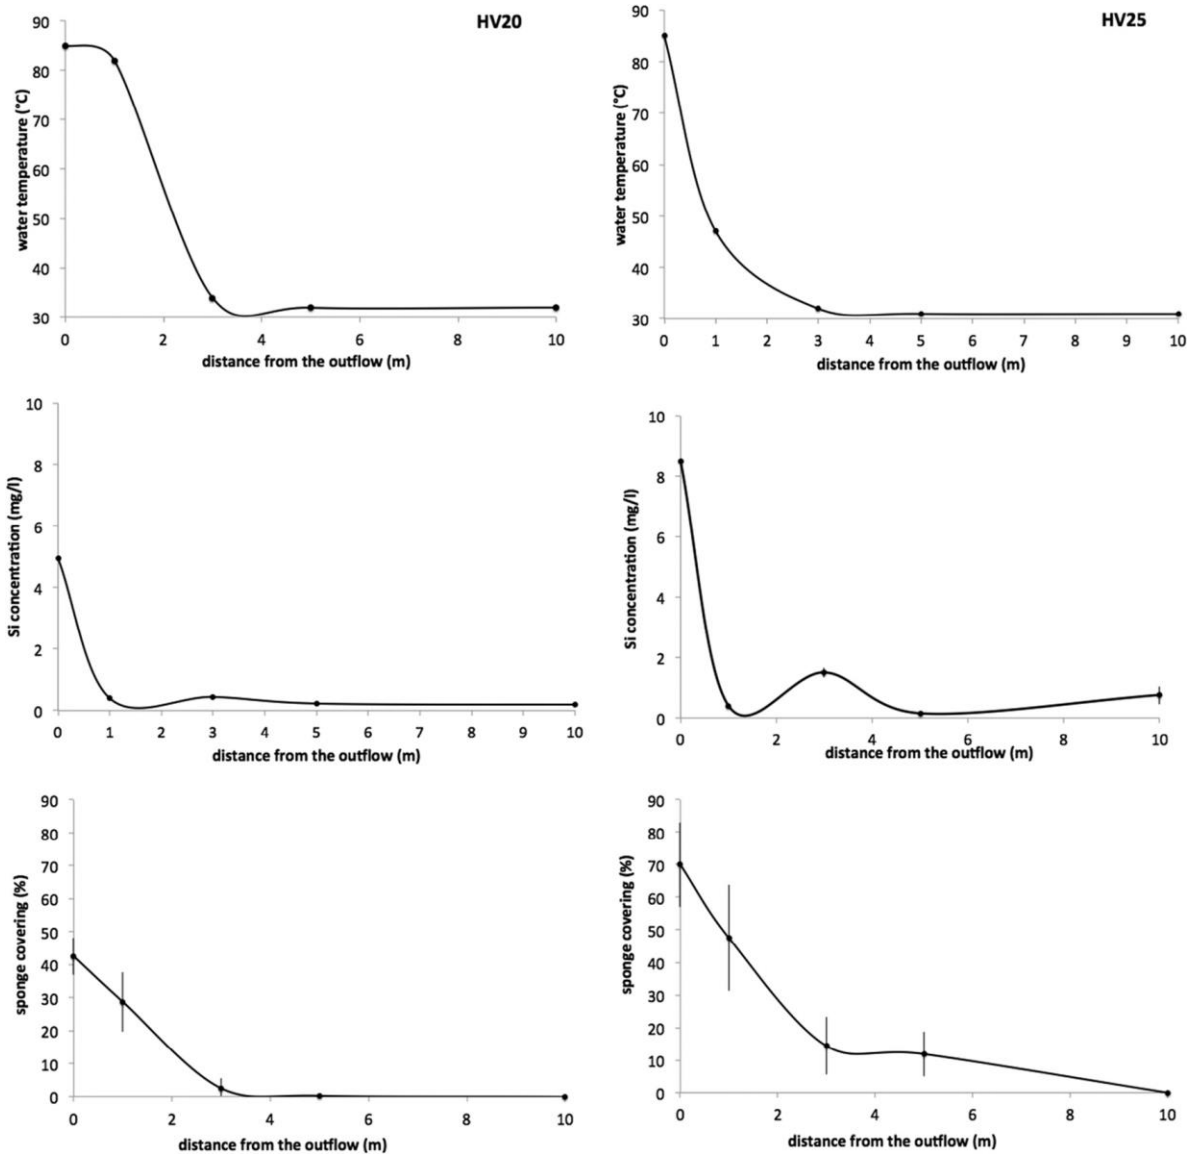 HV20
90
80
70
60
50
40
30
water temperature (°C)
0 2 4 6 8 10
distance from the outflow (m)
HV25
90
80
70
60
50
40
30
water temperature (°C)
0 1 2 3 4 5 6 7 8 9 10
distance from the outflow (m)
10
8
6
4
2
0
Si concentration (mg/l)
0 1 2 3 4 5 6 7 8 9 10
distance from the outflow (m)
10
8
6
4
2
0
Si concentration (mg/l)
0 2 4 6 8 10
distance from the outflow (m)
90
80
70
60
50
40
30
20
10
0
sponge covering (%)
0 2 4 6 8 10
distance from the outflow (m)
90
80
70
60
50
40
30
20
10
0
sponge covering (%)
0 2 4 6 8 10
distance from the outflow (m)